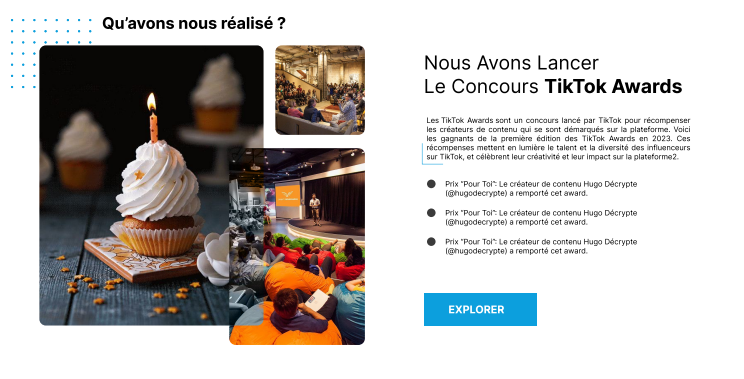 Qu’avons nous réalisé ?
Nous Avons Lancer
Le Concours TikTok Awards
Les TikTok Awards sont un concours lancé par TikTok pour récompenser
les créateurs de contenu qui se sont démarqués sur la plateforme. Voici
les gagnants de la première édition des TikTok Awards en 2023. Ces
récompenses mettent en lumière le talent et la diversité des influenceurs
sur TikTok, et célèbrent leur créativité et leur impact sur la plateforme2.
Prix “Pour Toi”: Le créateur de contenu Hugo Décrypte
(@hugodecrypte) a remporté cet award.
Prix “Pour Toi”: Le créateur de contenu Hugo Décrypte
(@hugodecrypte) a remporté cet award.
Prix “Pour Toi”: Le créateur de contenu Hugo Décrypte
(@hugodecrypte) a remporté cet award.
EXPLORER